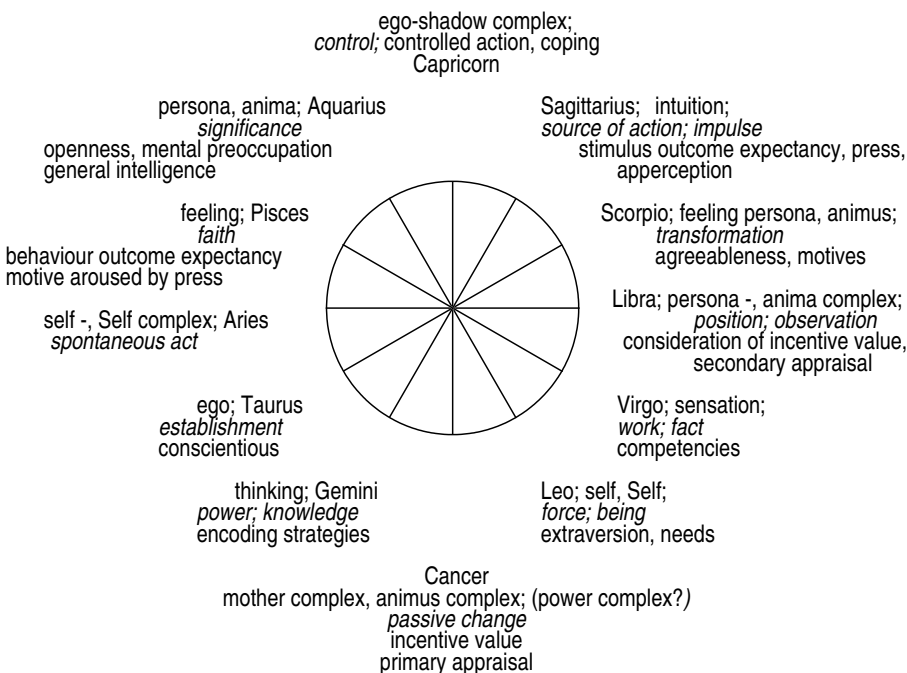 ego-shadow complex;
control; controlled action, coping
Capricorn
persona, anima; Aquarius
significance
openness, mental preoccupation
general intelligence
Sagittarius; intuition;
source of action; impulse
stimulus outcome expectancy, press,
apperception
feeling; Pisces
faith
behaviour outcome expectancy
motive aroused by press
Scorpio; feeling persona, animus;
transformation
agreeableness, motives
self -, Self complex; Aries
spontaneous act
Libra; persona -, anima complex;
position; observation
consideration of incentive value,
secondary appraisal
ego; Taurus
establishment
conscientious
Virgo; sensation;
work; fact
competencies
thinking; Gemini
power; knowledge
encoding strategies
Leo; self, Self;
force; being
extraversion, needs
Cancer
mother complex, animus complex; (power complex?)
passive change
incentive value
primary appraisal